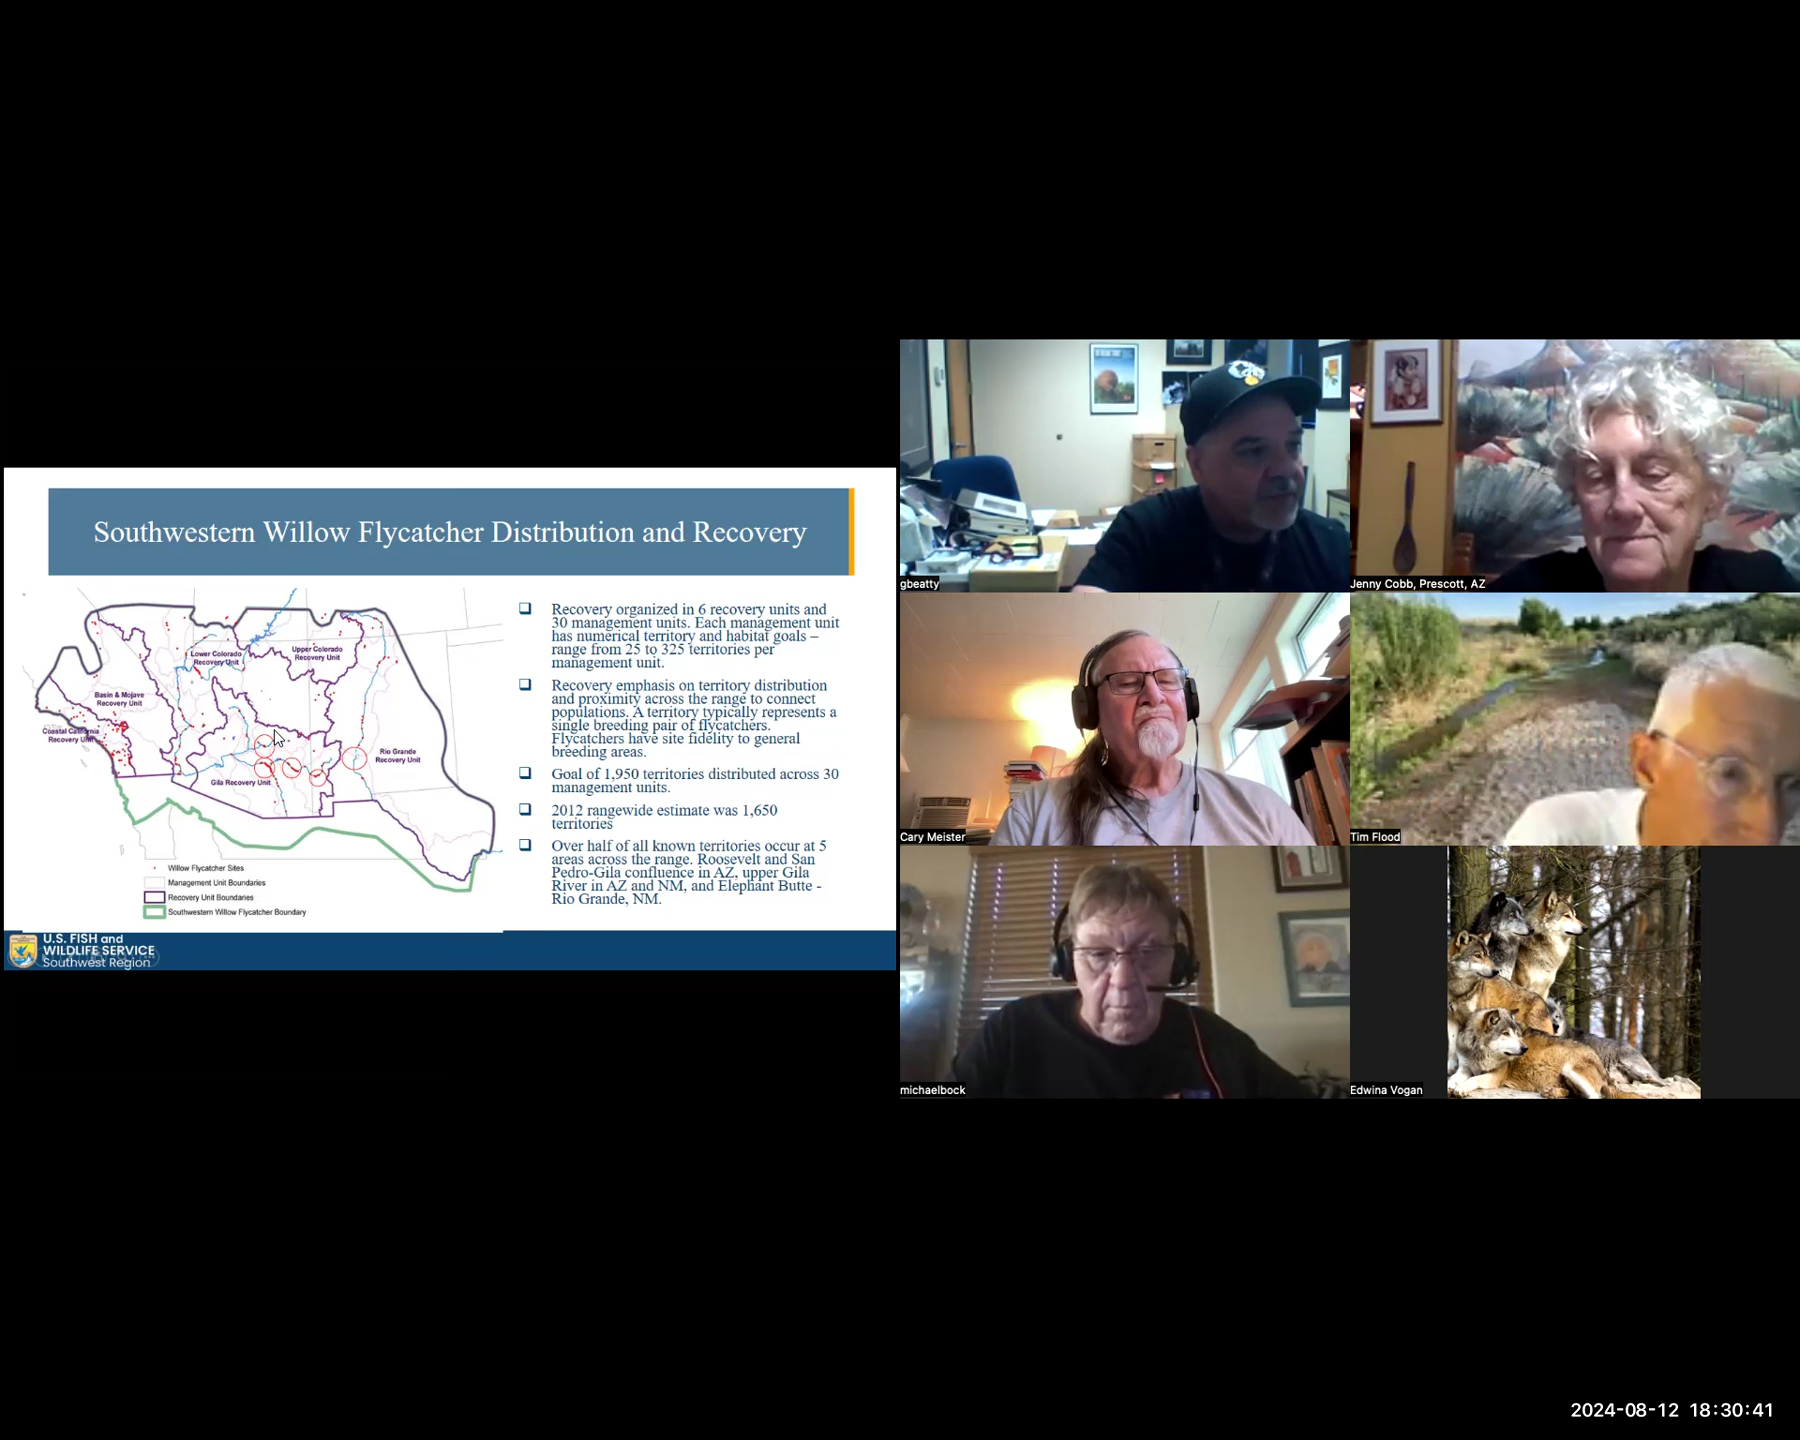 Southwestern Willow Flycatcher Distribution and Recovery
Lower Colorado
Recovery Unit
Upper Colorado
Recovery Unit
Basin & Mojave
Recovery Unit
Coastal California
Recovery Unit
Rio Grande
Recovery Unit
Gila Recovery Unit
Willow Flycatcher Sites
Management Unit Boundaries
Recovery Unit Boundaries
Southwestern Willow Flycatcher Boundary
Recovery organized in 6 recovery units and
30 management units. Each management unit
has numerical territory and habitat goals –
range from 25 to 325 territories per
management unit.
Recovery emphasis on territory distribution
and proximity across the range to connect
populations. A territory typically represents a
single breeding pair of flycatchers.
Flycatchers have site fidelity to general
breeding areas.
Goal of 1,950 territories distributed across 30
management units.
2012 rangewide estimate was 1,650
territories
Over half of all known territories occur at 5
areas across the range. Roosevelt and San
Pedro-Gila confluence in AZ, upper Gila
River in AZ and NM, and Elephant Butte -
Rio Grande, NM.
U.S. FISH and
WILDLIFE SERVICE
Southwest Region
gbeatty
Jenny Cobb, Prescott, AZ
Cary Meister
Tim Flood
michaelbock
Edwina Vogan
2024-08-12 18:30:41